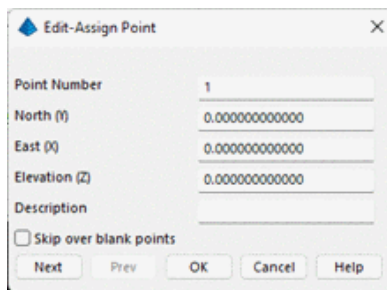 Edit-Assign Point
Point Number 1
North (Y) 0.000000000000
East (X) 0.000000000000
Elevation (Z) 0.000000000000
Description
Skip over blank points
Next Prev OK Cancel Help